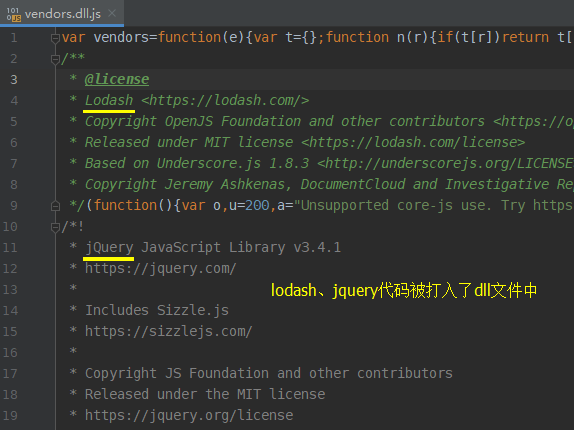 vendors.dll.js
1 var vendors=function(e){var t={};function n(r){if(t[r])return t[
2 /**
3 * @license
4 * Lodash <https://lodash.com/>
5 * Copyright OpenJS Foundation and other contributors <https://o
6 * Released under MIT license <https://lodash.com/license>
7 * Based on Underscore.js 1.8.3 <http://underscorejs.org/LICENSE
8 * Copyright Jeremy Ashkenas, DocumentCloud and Investigative Re
9 */(function(){var o,u=200,a="Unsupported core-js use. Try https
10 /*!
11 * jQuery JavaScript Library v3.4.1
12 * https://jquery.com/
13 *
lodash、jquery代码被打入了dll文件中
14 * Includes Sizzle.js
15 * https://sizzlejs.com/
16 *
17 * Copyright JS Foundation and other contributors
18 * Released under the MIT license
19 * https://jquery.org/license